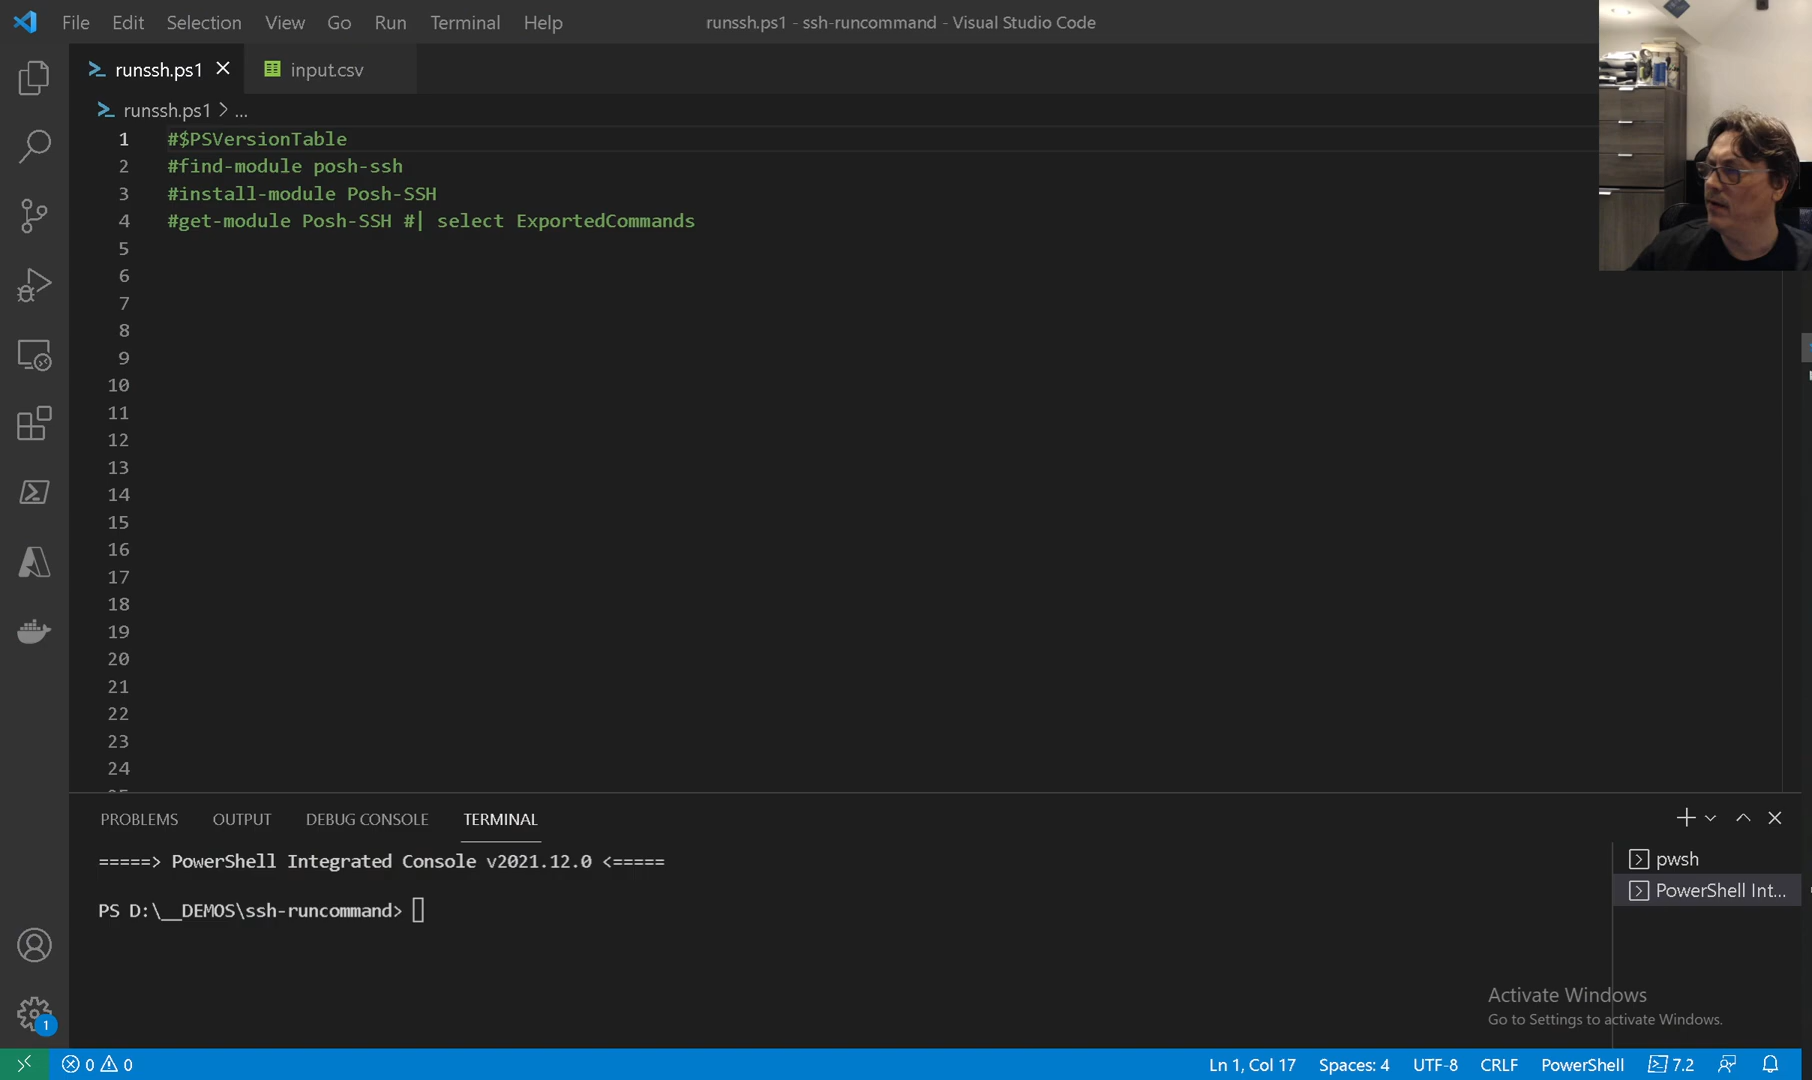 File Edit Selection View Go Run Terminal Help runssh.ps1 - ssh-runcommand - Visual Studio Code
runssh.ps1 input.csv
runssh.ps1 > ...
1 #$PSVersionTable
2 #find-module posh-ssh
3 #install-module Posh-SSH
4 #get-module Posh-SSH #| select ExportedCommands
5
6
7
8
9
10
11
12
13
14
15
16
17
18
19
20
21
22
23
24
PROBLEMS OUTPUT DEBUG CONSOLE TERMINAL
=====> PowerShell Integrated Console v2021.12.0 <=====
pwsh
PowerShell Int...
PS D:\__DEMOS\ssh-runcommand>
Activate Windows
Go to Settings to activate Windows.
1
0 0 Ln 1, Col 17 Spaces: 4 UTF-8 CRLF PowerShell 7.2